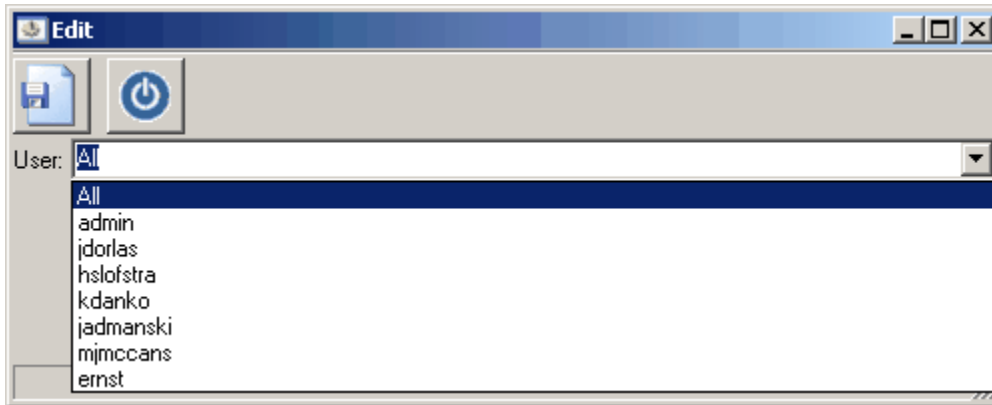 Edit
User: All
All
admin
jdorlas
hslofstra
kdanko
jadmanski
mjmccans
ernst